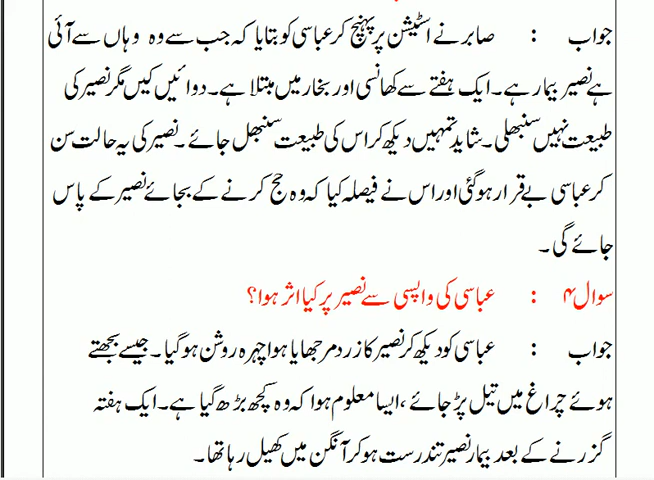 جواب : صابر نے اسٹیشن پر پہنچ کر عباسی کو بتایا کہ جب سے وہ وہاں سے آئی
ہے نصیر بیمار ہے۔ ایک ہفتے سے کھانسی اور بخار میں مبتلا ہے۔ دوائیں کیں مگر نصیر کی
طبیعت نہیں سنبھلی۔ شاید تمہیں دیکھ کر اس کی طبیعت سنبھل جائے۔ نصیر کی یہ حالت سن
کر عباسی بے قرار ہو گئی اور اس نے فیصلہ کیا کہ وہ حج کرنے کے بجائے نصیر کے پاس
جائے گی۔
سوال ۴ : عباسی کی واپسی سے نصیر پر کیا اثر ہوا؟
جواب : عباسی کو دیکھ کر نصیر کا زرد مرجھایا ہوا چہرہ روشن ہو گیا۔ جیسے بجھتے
ہوئے چراغ میں تیل پڑ جائے، ایسا معلوم ہوا کہ وہ کچھ بڑھ گیا ہے۔ ایک ہفتہ
گزرنے کے بعد بیمار نصیر تندرست ہو کر آنگن میں کھیل رہا تھا۔